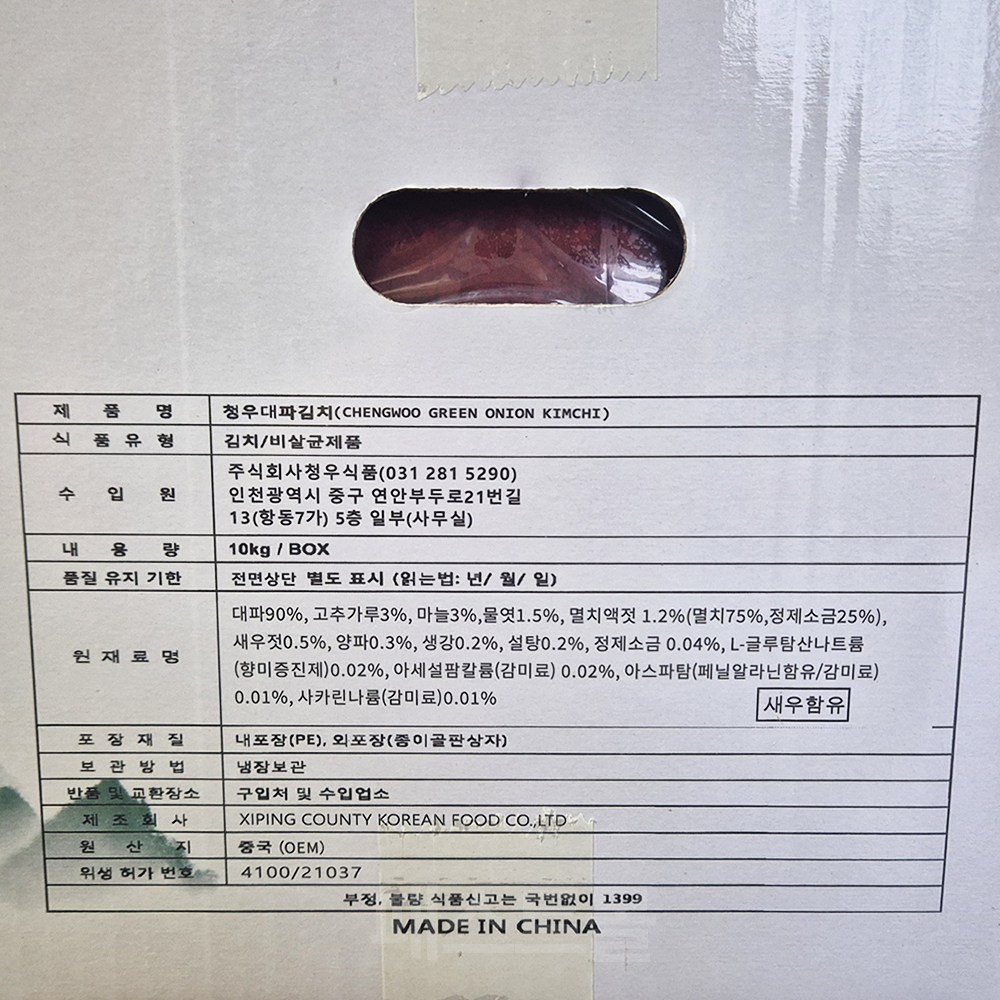 제 품 명 청우대파김치(CHENGWOO GREEN ONION KIMCHI)
식 품 유 형 김치/비살균제품
수 입 원 주식회사청우식품(031 281 5290)
인천광역시 중구 연안부두로21번길
13(항동7가) 5층 일부(사무실)
내 용 량 10kg / BOX
품질 유지 기한 전면상단 별도 표시 (읽는법: 년/ 월/ 일)
원 재 료 명 대파90%, 고추가루3%, 마늘3%,물엿1.5%, 멸치액젓 1.2%(멸치75%,정제소금25%),
새우젓0.5%, 양파0.3%, 생강0.2%, 설탕0.2%, 정제소금 0.04%, L-글루탐산나트륨
(향미증진제)0.02%, 아세설팜칼륨(감미료) 0.02%, 아스파탐(페닐알라닌함유/감미료)
0.01%, 사카린나륨(감미료)0.01%
새우함유
포 장 재 질 내포장(PE), 외포장(종이골판상자)
보 관 방 법 냉장보관
반품 및 교환장소 구입처 및 수입업소
제 조 회 사 XIPING COUNTY KOREAN FOOD CO.,LTD
원 산 지 중국 (OEM)
위생 허가 번호 4100/21037
부정, 불량 식품신고는 국번없이 1399
MADE IN CHINA